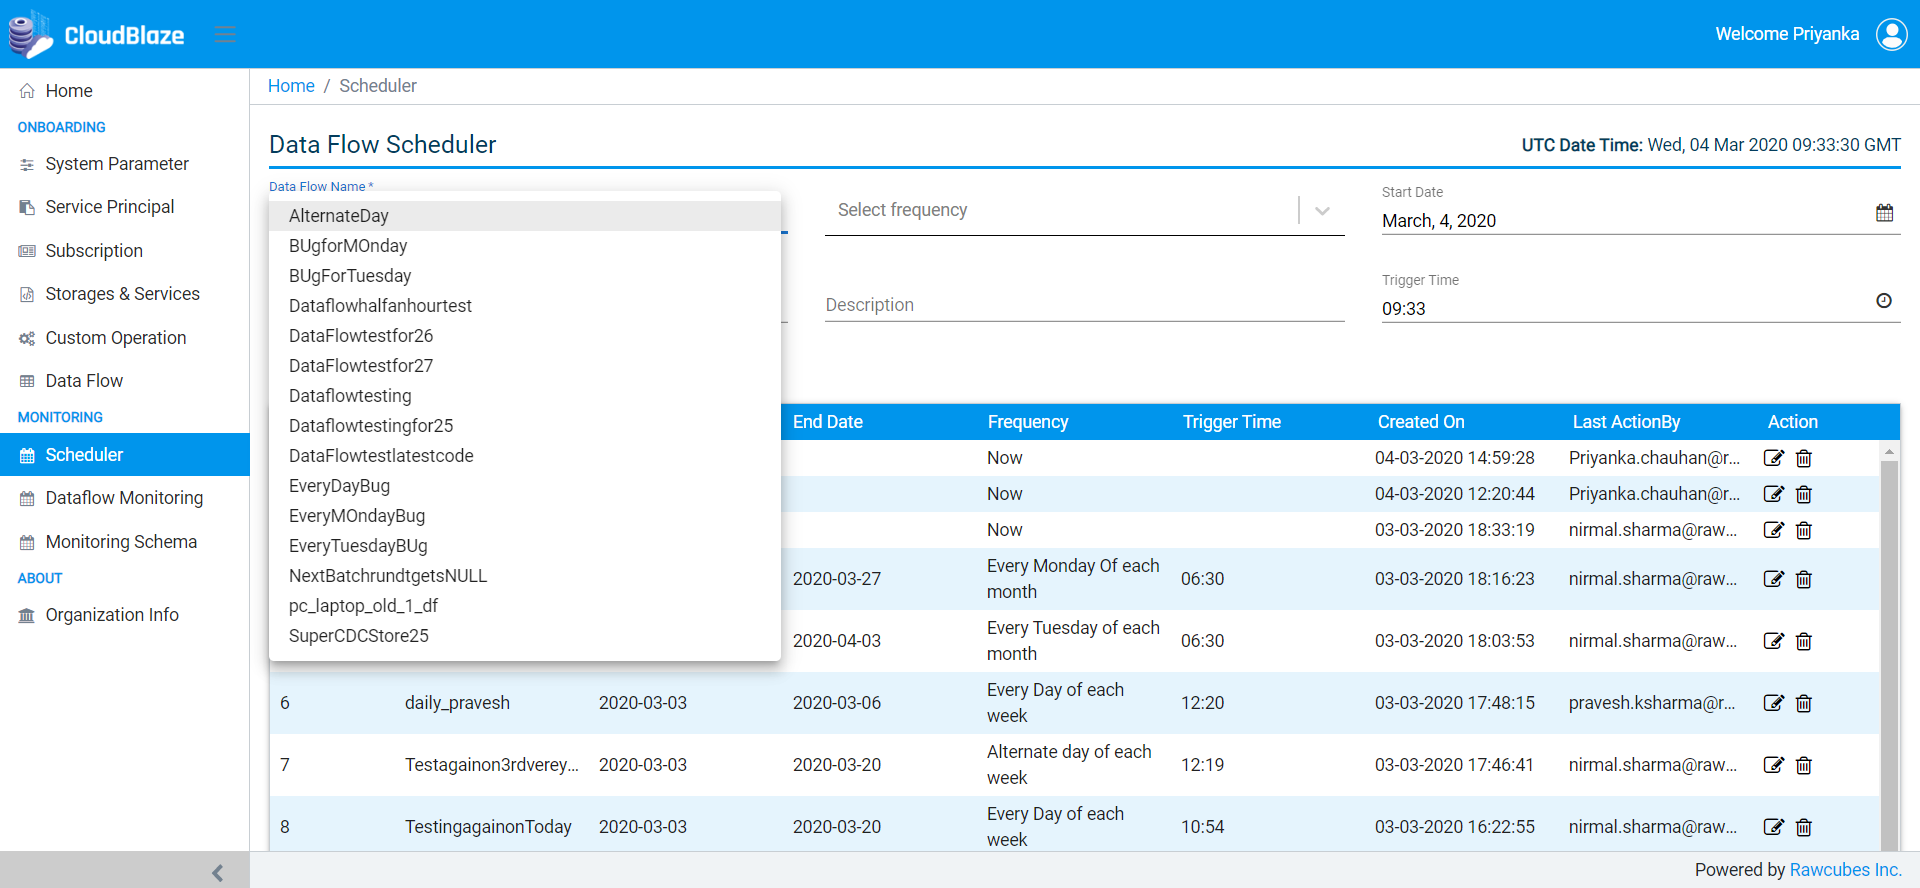 CloudBlaze
Welcome Priyanka
Home
ONBOARDING
System Parameter
Service Principal
Subscription
Storages & Services
Custom Operation
Data Flow
MONITORING
Scheduler
Dataflow Monitoring
Monitoring Schema
ABOUT
Organization Info
Home / Scheduler
Data Flow Scheduler
UTC Date Time: Wed, 04 Mar 2020 09:33:30 GMT
Data Flow Name *
AlternateDay
BUgforMOnday
BUgForTuesday
Dataflowhalfanhourtest
DataFlowtestfor26
DataFlowtestfor27
Dataflowtesting
Dataflowtestingfor25
DataFlowtestlatestcode
EveryDayBug
EveryMOndayBug
EveryTuesdayBUg
NextBatchrundtgetsNULL
pc_laptop_old_1_df
SuperCDCStore25
Select frequency
Start Date
March, 4, 2020
Description
Trigger Time
09:33
End Date Frequency Trigger Time Created On Last ActionBy Action
Now 04-03-2020 14:59:28 Priyanka.chauhan@r...
Now 04-03-2020 12:20:44 Priyanka.chauhan@r...
Now 03-03-2020 18:33:19 nirmal.sharma@raw...
2020-03-27 Every Monday Of each month 06:30 03-03-2020 18:16:23 nirmal.sharma@raw...
2020-04-03 Every Tuesday of each month 06:30 03-03-2020 18:03:53 nirmal.sharma@raw...
6 daily_pravesh 2020-03-03 2020-03-06 Every Day of each week 12:20 03-03-2020 17:48:15 pravesh.ksharma@r...
7 Testagainon3rdverey... 2020-03-03 2020-03-20 Alternate day of each week 12:19 03-03-2020 17:46:41 nirmal.sharma@raw...
8 TestingagainonToday 2020-03-03 2020-03-20 Every Day of each week 10:54 03-03-2020 16:22:55 nirmal.sharma@raw...
Powered by Rawcubes Inc.